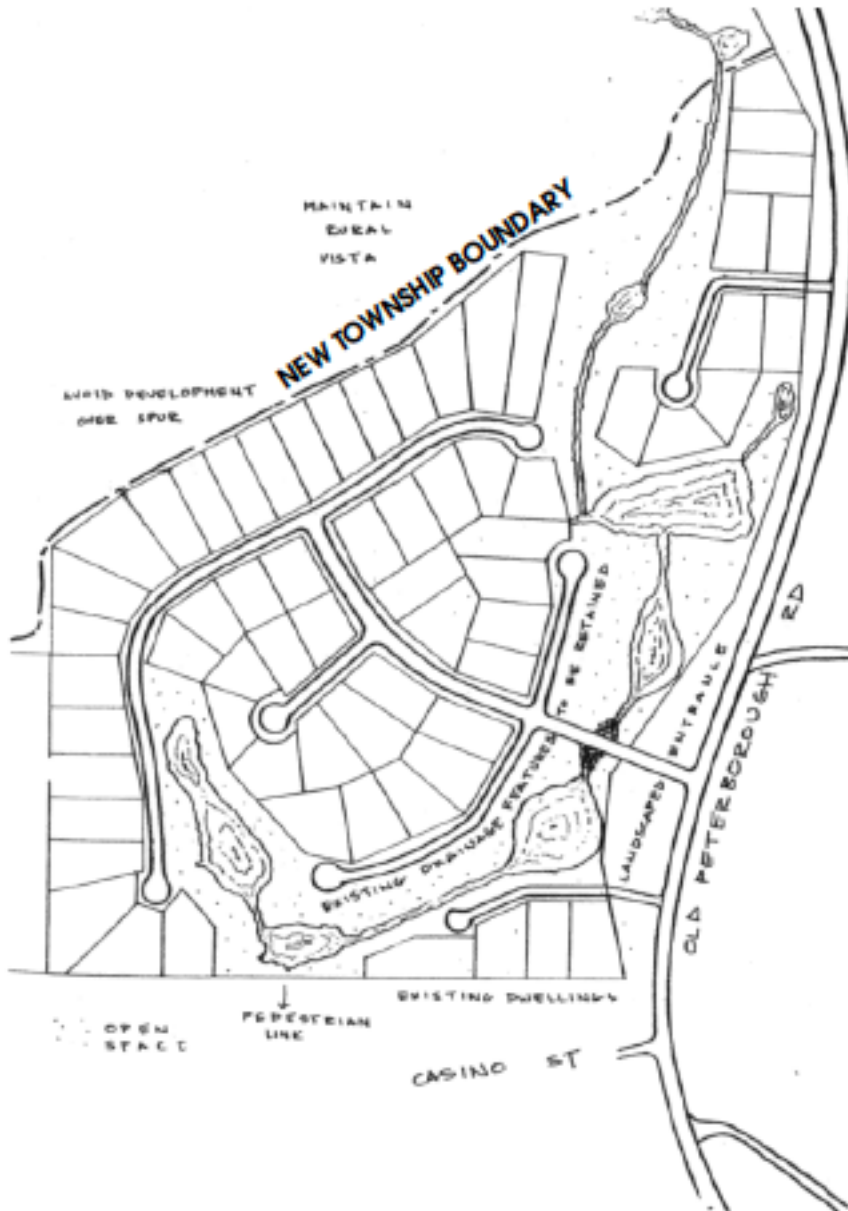 MAINTAIN
RURAL
VISTA
NEW TOWNSHIP BOUNDARY
AVOID DEVELOPMENT
OVER SPUR
EXISTING DRAINAGE FEATURES TO BE RETAINED
LANDSCAPED ENTRANCE
OLD PETERBOROUGH RD
EXISTING DWELLINGS
PEDESTRIAN
LINK
OPEN
SPACE
CASINO ST